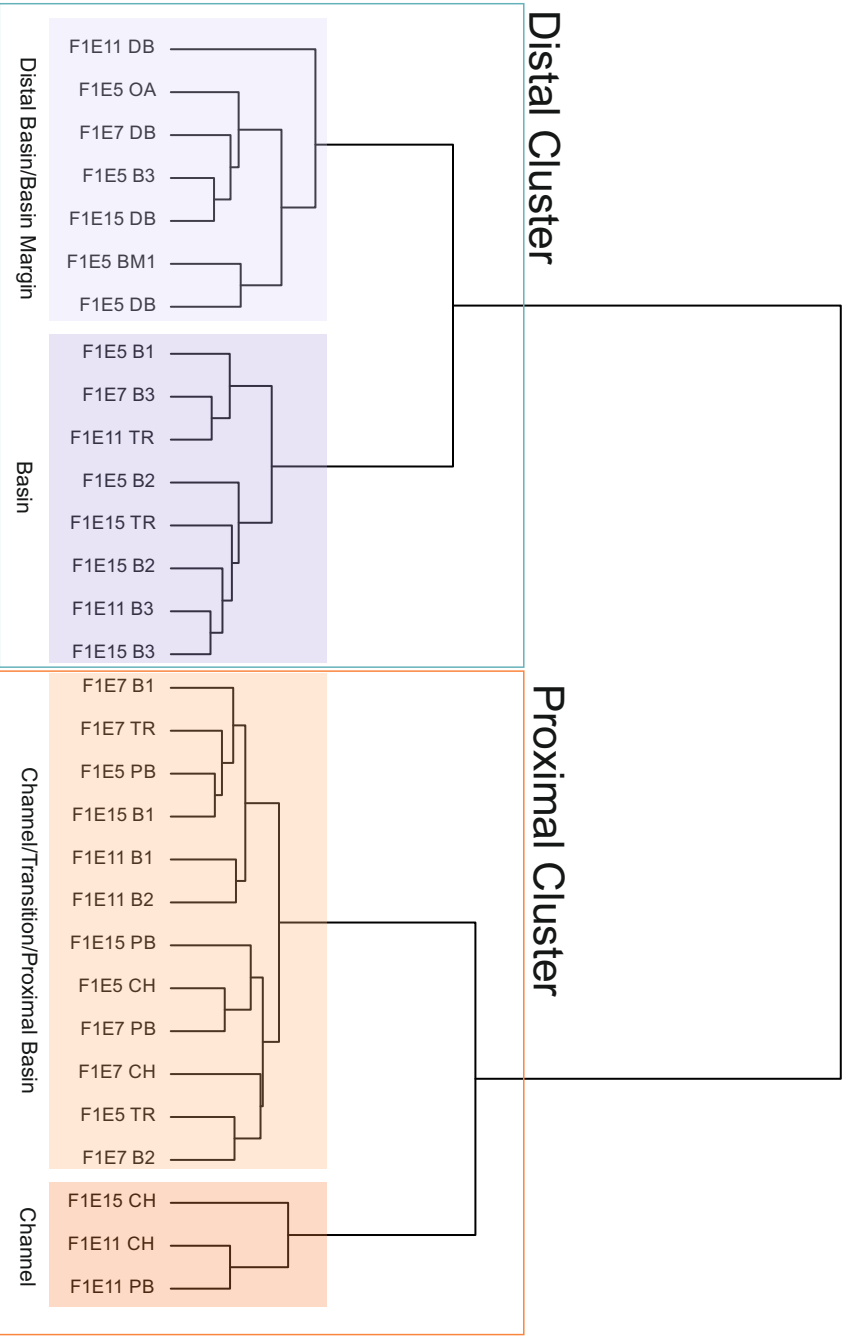 Distal Cluster
Distal Basin/Basin Margin
F1E11 DB
F1E5 OA
F1E7 DB
F1E5 B3
F1E15 DB
F1E5 BM1
F1E5 DB
Basin
F1E5 B1
F1E7 B3
F1E11 TR
F1E5 B2
F1E15 TR
F1E15 B2
F1E11 B3
F1E15 B3
Proximal Cluster
Channel/Transition/Proximal Basin
F1E7 B1
F1E7 TR
F1E5 PB
F1E15 B1
F1E11 B1
F1E11 B2
F1E15 PB
F1E5 CH
F1E7 PB
F1E7 CH
F1E5 TR
F1E7 B2
Channel
F1E15 CH
F1E11 CH
F1E11 PB